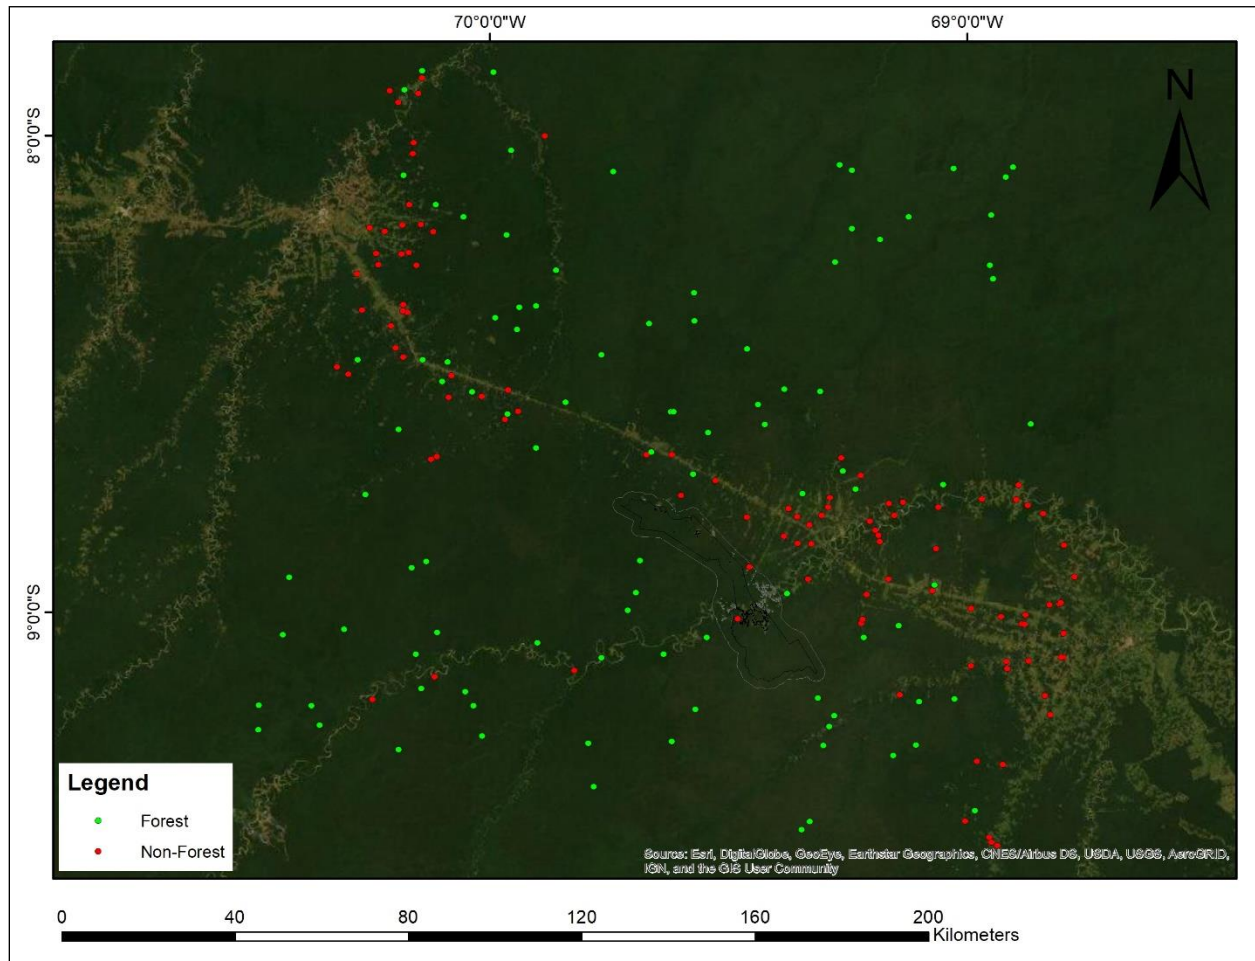 70°0'0"W
69°0'0"W
N
8°0'0"S
9°0'0"S
Legend
Forest
Non-Forest
Source: Esri, DigitalGlobe, GeoEye, Earthstar Geographics, CNES/Airbus DS, USDA, USGS, AeroGRID,
IGN, and the GIS User Community
0
40
80
120
160
200
Kilometers